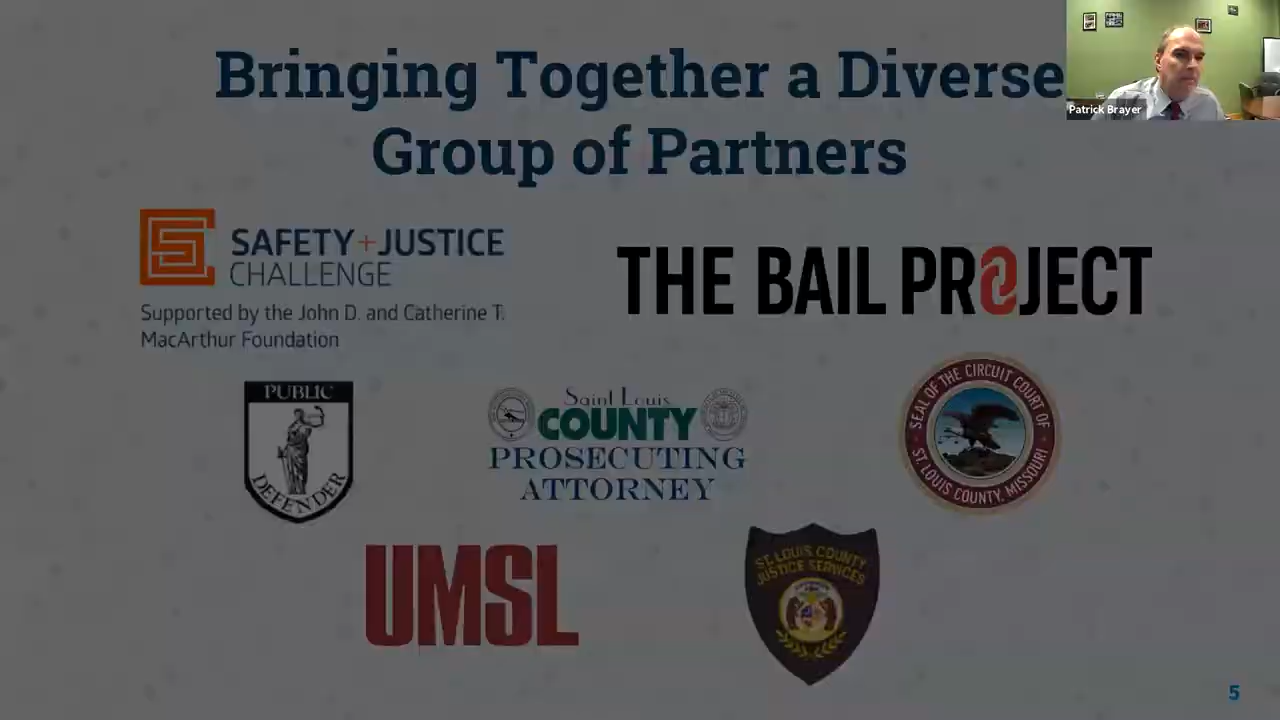 Bringing Together a Diverse
Group of Partners
Patrick Brayer
SAFETY+JUSTICE
CHALLENGE
Supported by the John D. and Catherine T.
MacArthur Foundation
THE BAIL PROJECT
PUBLIC
DEFENDER
Saint Louis
COUNTY
PROSECUTING
ATTORNEY
SEAL OF THE CIRCUIT COURT OF
ST. LOUIS COUNTY, MISSOURI
UMSL
ST. LOUIS COUNTY
JUSTICE SERVICES
5